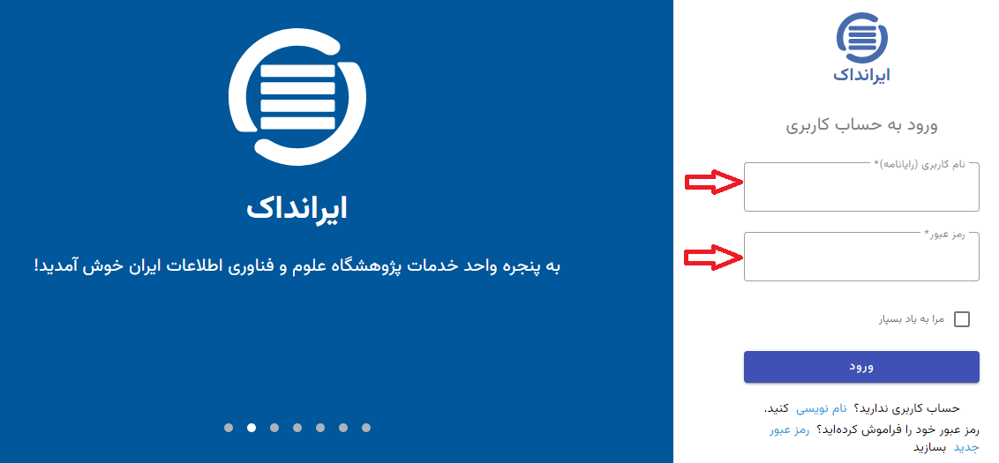 ایرانداک
به پنجره واحد خدمات پژوهشگاه علوم و فناوری اطلاعات ایران خوش آمدید!
ایرانداک
ورود به حساب کاربری
نام کاربری (رایانامه)*
رمز عبور*
مرا به یاد بسپار
ورود
حساب کاربری ندارید؟ نام نویسی کنید.
رمز عبور خود را فراموش کرده‌اید؟ رمز عبور
جدید بسازید